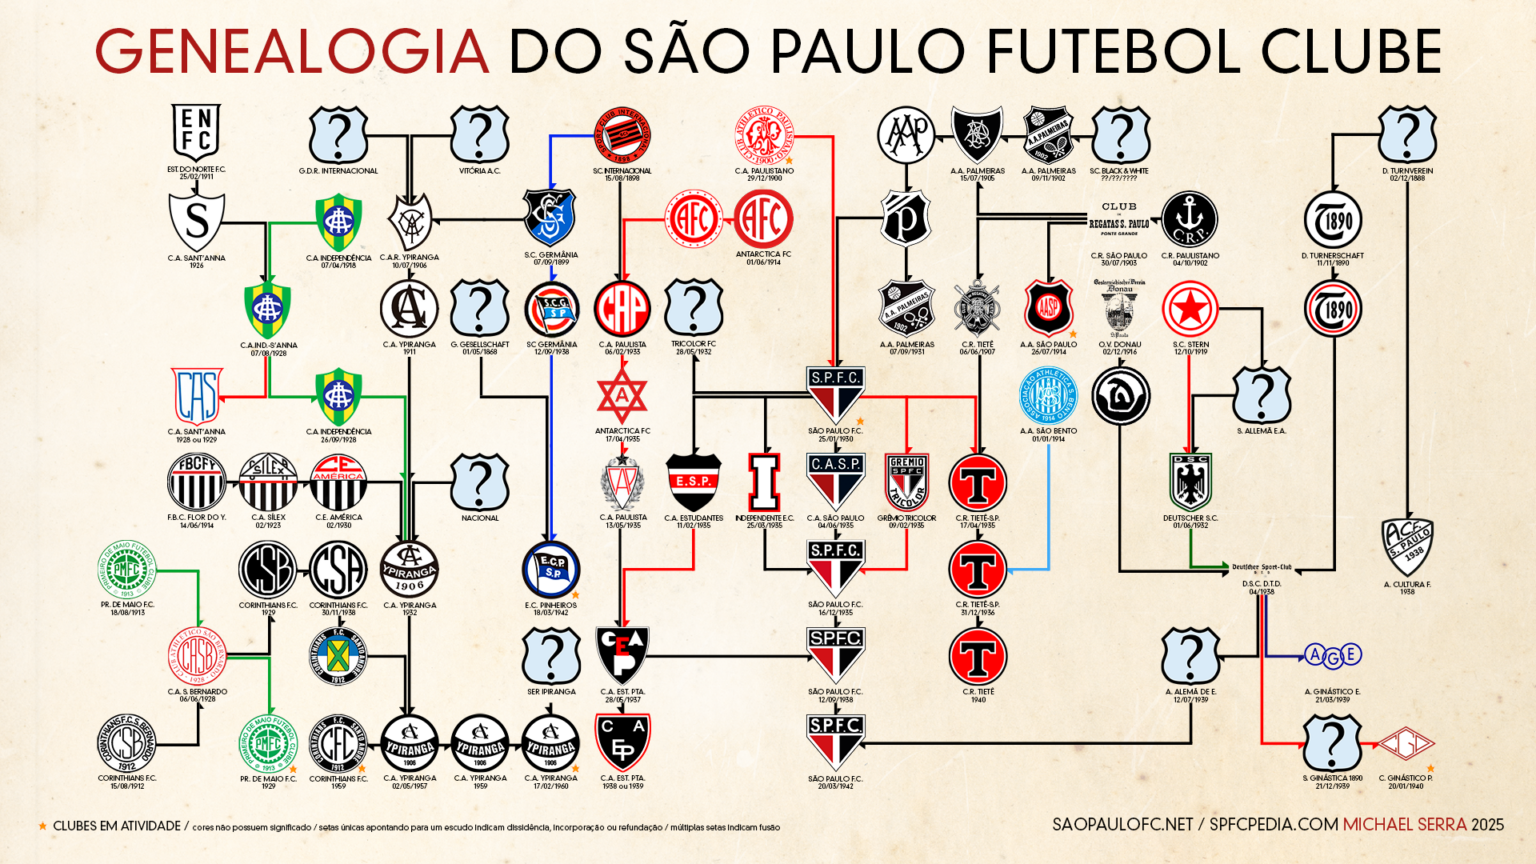 GENEALOGIA DO SÃO PAULO FUTEBOL CLUBE
EST. DO NORTE F.C.
25/02/1911
G.D.R. INTERNACIONAL
VITÓRIA A.C.
SC INTERNACIONAL
15/08/1898
C.A. PAULISTANO
29/12/1900
A.A. PALMEIRAS
15/07/1905
A.A. PALMEIRAS
09/11/1902
SC. BLACK & WHITE
??/??/????
D. TURNVEREIN
02/12/1888
C.A. SANT'ANNA
1926
C.A. INDEPENDÊNCIA
07/04/1918
C.A.R. YPIRANGA
10/07/1906
S.C. GERMÂNIA
07/09/1899
ANTARCTICA FC
01/06/1914
CLUB
REGATAS S. PAULO
PONTE GRANDE
C.R. SÃO PAULO
30/07/1903
C.R. PAULISTANO
04/10/1902
D. TURNERSCHAFT
11/11/1890
C.A.IND.-S'ANNA
07/08/1928
C.A. YPIRANGA
1911
G. GESELLSCHAFT
01/05/1868
SC GERMÂNIA
12/09/1938
C.A. PAULISTA
06/02/1933
TRICOLOR FC
28/05/1932
A.A. PALMEIRAS
07/09/1931
C.R. TIETÊ
06/06/1907
A.A. SÃO PAULO
26/07/1914
O.V. DONAU
02/12/1916
S.C. STERN
12/10/1919
C.A. SANT'ANNA
1928 ou 1929
C.A. INDEPENDÊNCIA
26/09/1928
ANTARCTICA FC
17/04/1935
SÃO PAULO F.C.
25/01/1930
A.A. SÃO BENTO
01/01/1914
S. ALLEMÃ E.A.
F.B.C. FLOR DO Y.
14/06/1914
C.A. SÍLEX
02/1923
C.E. AMÉRICA
02/1930
NACIONAL
C.A. PAULISTA
13/05/1935
C.A. ESTUDANTES
11/02/1935
INDEPENDENTE E.C.
25/03/1935
C.A. SÃO PAULO
04/06/1935
GRÊMIO TRICOLOR
09/02/1935
C.R. TIETÊ-S.P.
17/04/1935
DEUTSCHER S.C.
01/06/1932
PR. DE MAIO F.C.
18/08/1913
CORINTHIANS F.C.
1929
CORINTHIANS F.C.
30/11/1938
C.A. YPIRANGA
1932
E.C. PINHEIROS
18/03/1942
SÃO PAULO F.C.
16/12/1935
C.R. TIETÊ-S.P.
31/12/1936
Deutscher Sport-Club
D.S.C. D.T.D.
04/1938
A. CULTURA F.
1938
C.A. S. BERNARDO
06/06/1928
SER IPIRANGA
C.A. EST. PTA.
28/05/1937
SÃO PAULO F.C.
12/09/1938
C.R. TIETÊ
1940
A. ALEMÃ DE E.
12/07/1939
A. GINÁSTICO E.
21/03/1939
CORINTHIANS F.C.
15/08/1912
PR. DE MAIO F.C.
1929
CORINTHIANS F.C.
1959
C.A. YPIRANGA
02/05/1957
C.A. YPIRANGA
1959
C.A. YPIRANGA
17/02/1960
C.A. EST. PTA.
1938 ou 1939
SÃO PAULO F.C.
20/03/1942
S. GINÁSTICA 1890
21/12/1939
C. GINÁSTICO P.
20/01/1940
CLUBES EM ATIVIDADE / cores não possuem significado / setas únicas apontando para um escudo indicam dissidência, incorporação ou refundação / múltiplas setas indicam fusão
SAOPAULOFC.NET / SPFCPEDIA.COM MICHAEL SERRA 2025